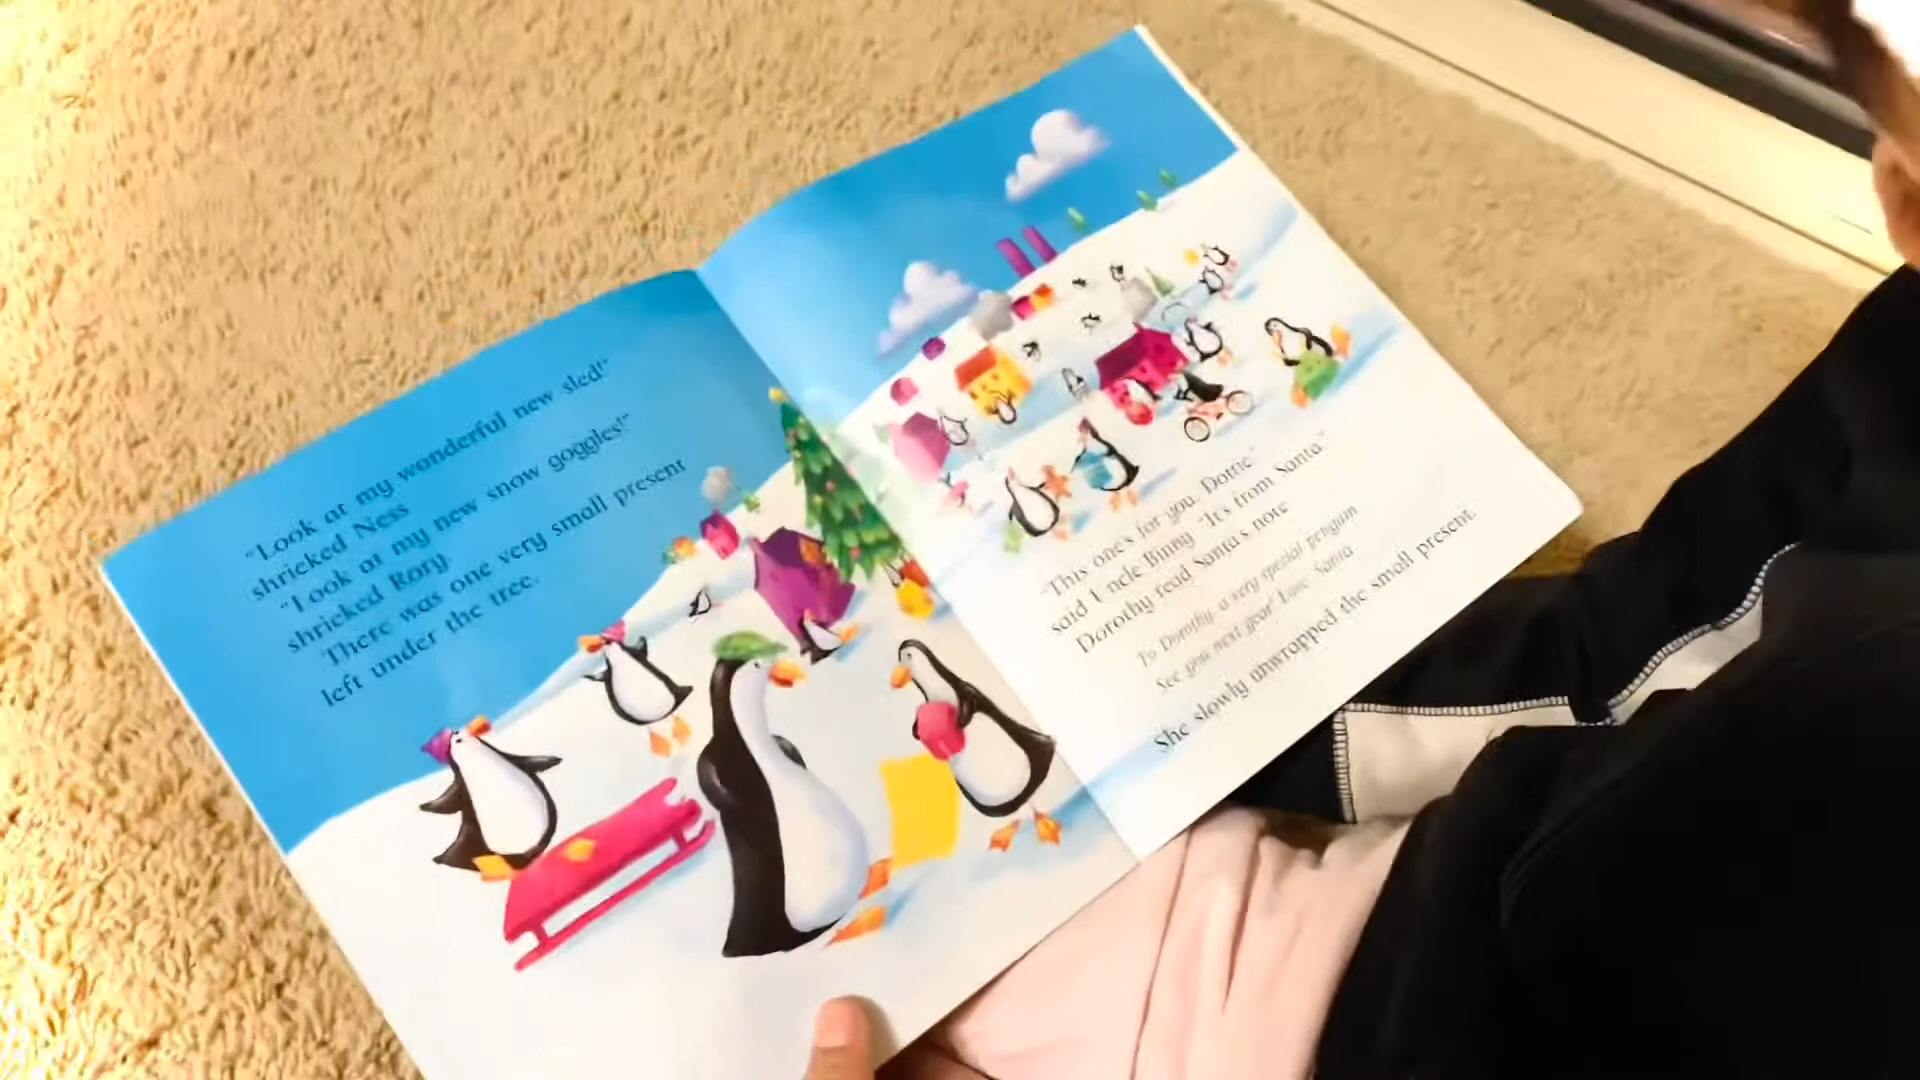 "Look at my wonderful new sled!"
shrieked Ness
"Look at my new snow goggles!"
shrieked Rory.
There was one very small present
left under the tree.
"This one's for you, Dottie"
said Uncle Binny "It's from Santa."
Dorothy read Santa's note
To Dorothy-a very special penguin
See you next year! Love, Santa
She slowly unwrapped the small present.